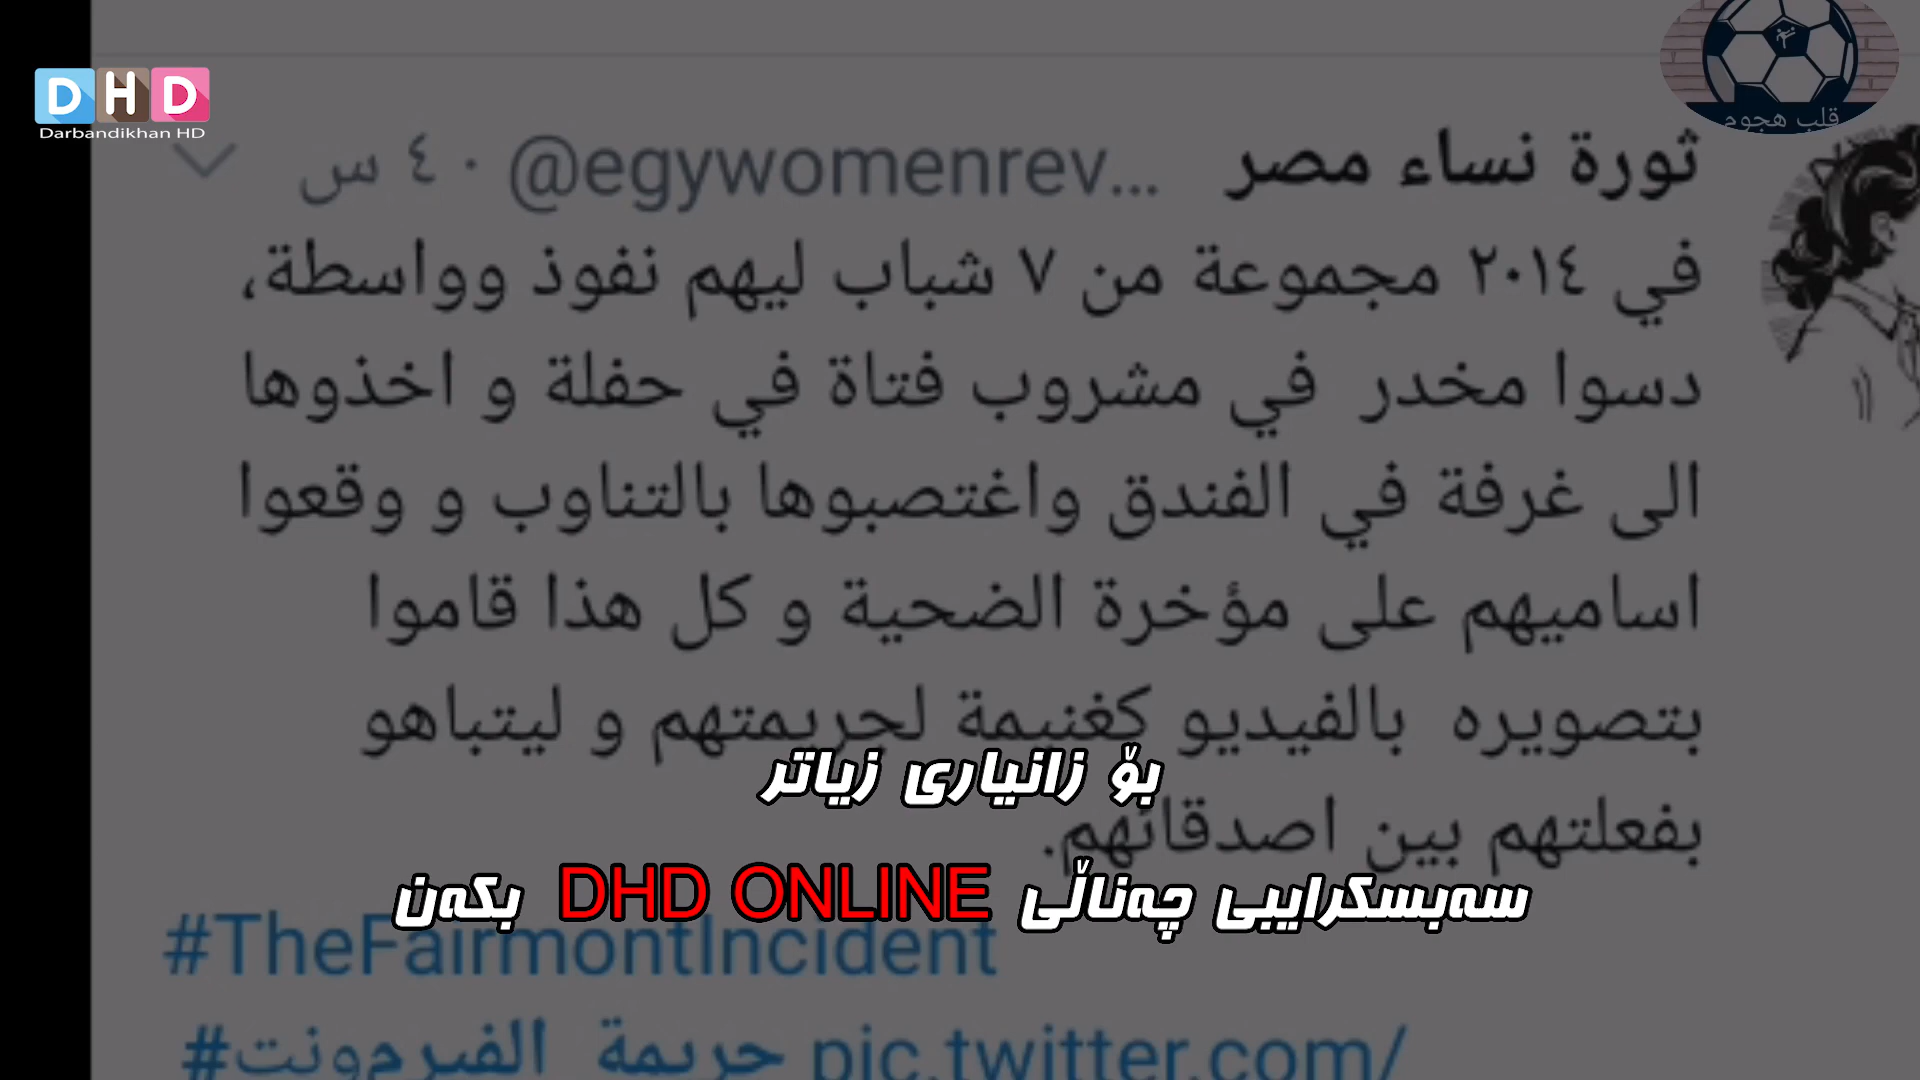 DHD
Darbandikhan HD
قلب هجوم
ثورة نساء مصر @egywomenrev... · ٤ س
في ٢٠١٤ مجموعة من ٧ شباب ليهم نفوذ وواسطة،
دسوا مخدر في مشروب فتاة في حفلة و اخذوها
الى غرفة في الفندق واغتصبوها بالتناوب و وقعوا
اساميهم على مؤخرة الضحية و كل هذا قاموا
بتصويره بالفيديو كغنيمة لجريمتهم و ليتباهو
بفعلتهم بين اصدقائهم.
بۆ زانیاری زیاتر
سەبسکرایبی چەناڵی DHD ONLINE بکەن
#TheFairmontIncident
#جريمة_الفيرمونت pic.twitter.com/